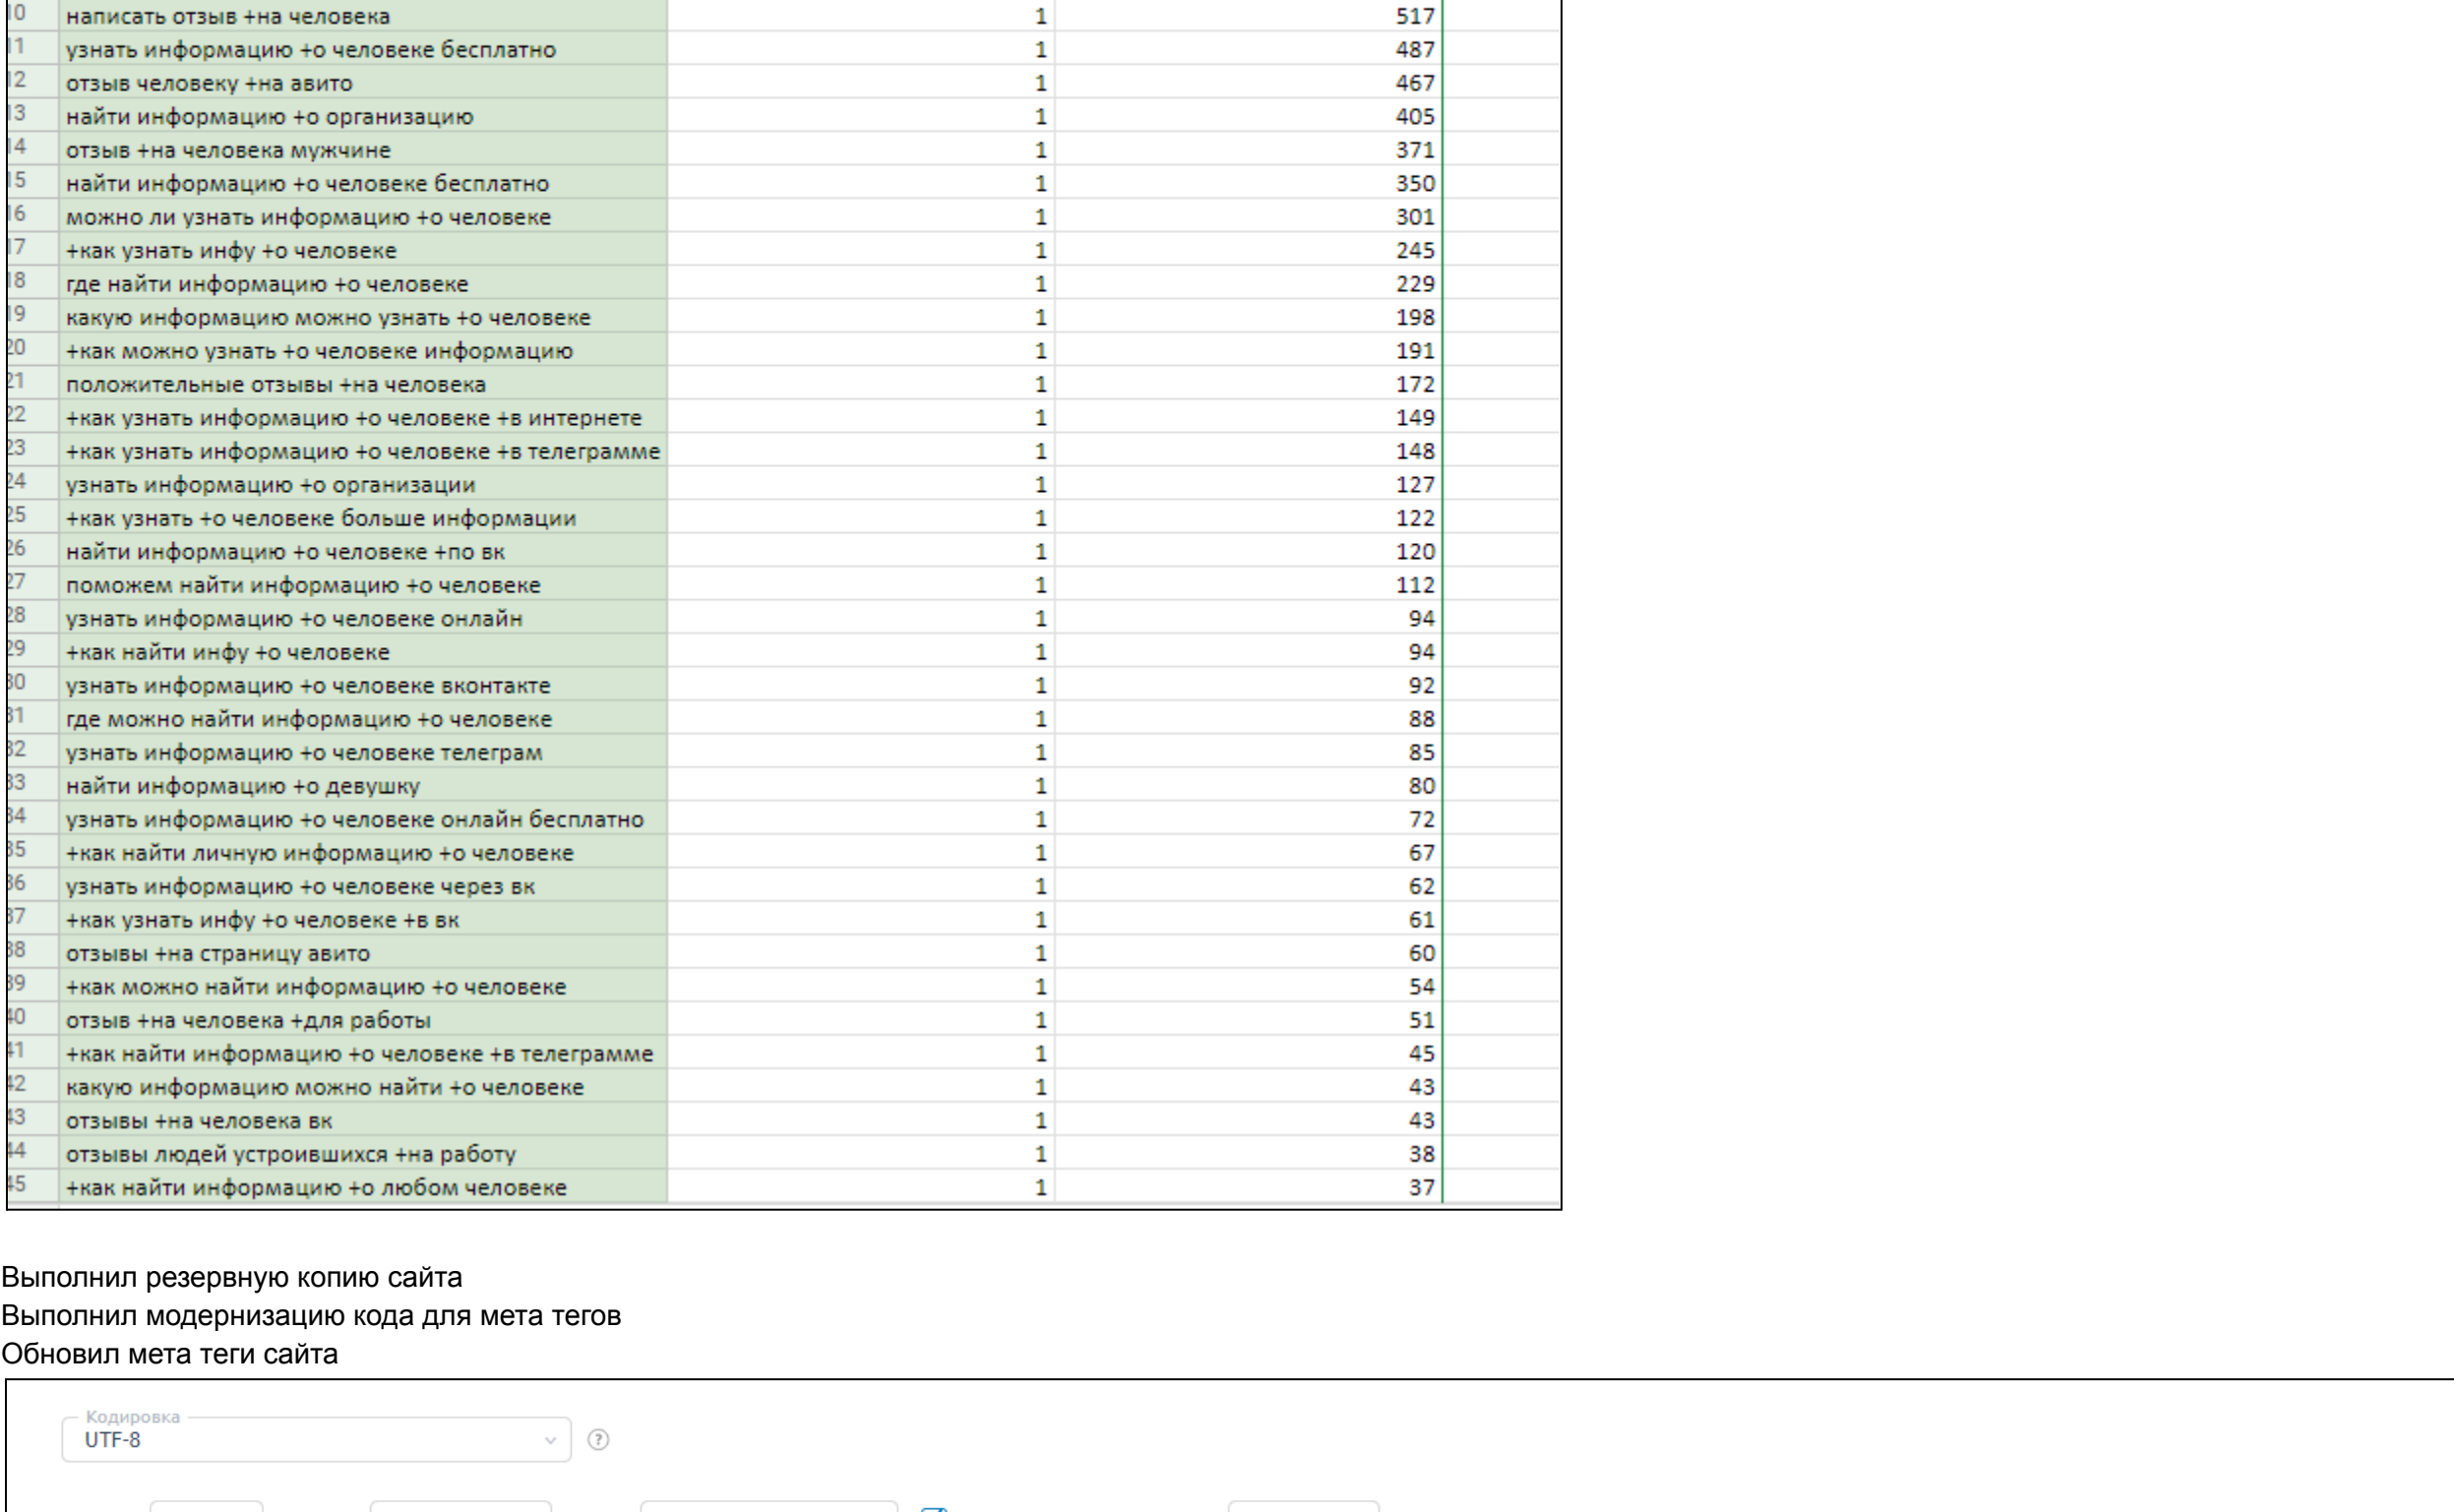 10 написать отзыв +на человека 1 517
11 узнать информацию +о человеке бесплатно 1 487
12 отзыв человеку +на авито 1 467
13 найти информацию +о организацию 1 405
14 отзыв +на человека мужчине 1 371
15 найти информацию +о человеке бесплатно 1 350
16 можно ли узнать информацию +о человеке 1 301
17 +как узнать инфу +о человеке 1 245
18 где найти информацию +о человеке 1 229
19 какую информацию можно узнать +о человеке 1 198
20 +как можно узнать +о человеке информацию 1 191
21 положительные отзывы +на человека 1 172
22 +как узнать информацию +о человеке +в интернете 1 149
23 +как узнать информацию +о человеке +в телеграмме 1 148
24 узнать информацию +о организации 1 127
25 +как узнать +о человеке больше информации 1 122
26 найти информацию +о человеке +по вк 1 120
27 поможем найти информацию +о человеке 1 112
28 узнать информацию +о человеке онлайн 1 94
29 +как найти инфу +о человеке 1 94
30 узнать информацию +о человеке вконтакте 1 92
31 где можно найти информацию +о человеке 1 88
32 узнать информацию +о человеке телеграм 1 85
33 найти информацию +о девушку 1 80
34 узнать информацию +о человеке онлайн бесплатно 1 72
35 +как найти личную информацию +о человеке 1 67
36 узнать информацию +о человеке через вк 1 62
37 +как узнать инфу +о человеке +в вк 1 61
38 отзывы +на страницу авито 1 60
39 +как можно найти информацию +о человеке 1 54
40 отзыв +на человека +для работы 1 51
41 +как найти информацию +о человеке +в телеграмме 1 45
42 какую информацию можно найти +о человеке 1 43
43 отзывы +на человека вк 1 43
44 отзывы людей устроившихся +на работу 1 38
45 +как найти информацию +о любом человеке 1 37
Выполнил резервную копию сайта
Выполнил модернизацию кода для мета тегов
Обновил мета теги сайта
Кодировка
UTF-8